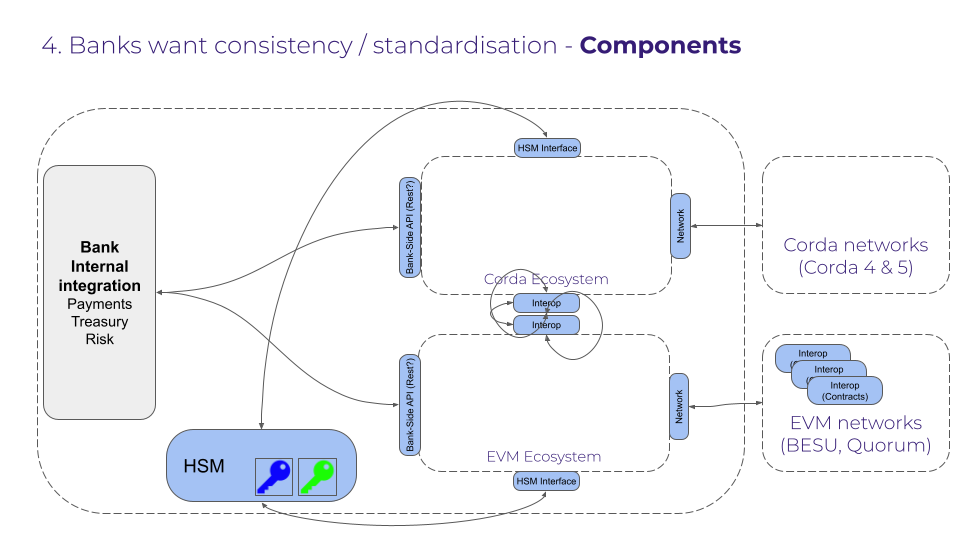 4. Banks want consistency / standardisation - Components
HSM Interface
Bank-Side API (Rest?)
Network
Bank
Internal
integration
Payments
Treasury
Risk
Corda Ecosystem
Interop
Interop
Corda networks
(Corda 4 & 5)
Bank-Side API (Rest?)
Network
EVM Ecosystem
HSM Interface
HSM
Interop
Interop
Interop
(Contracts)
EVM networks
(BESU, Quorum)